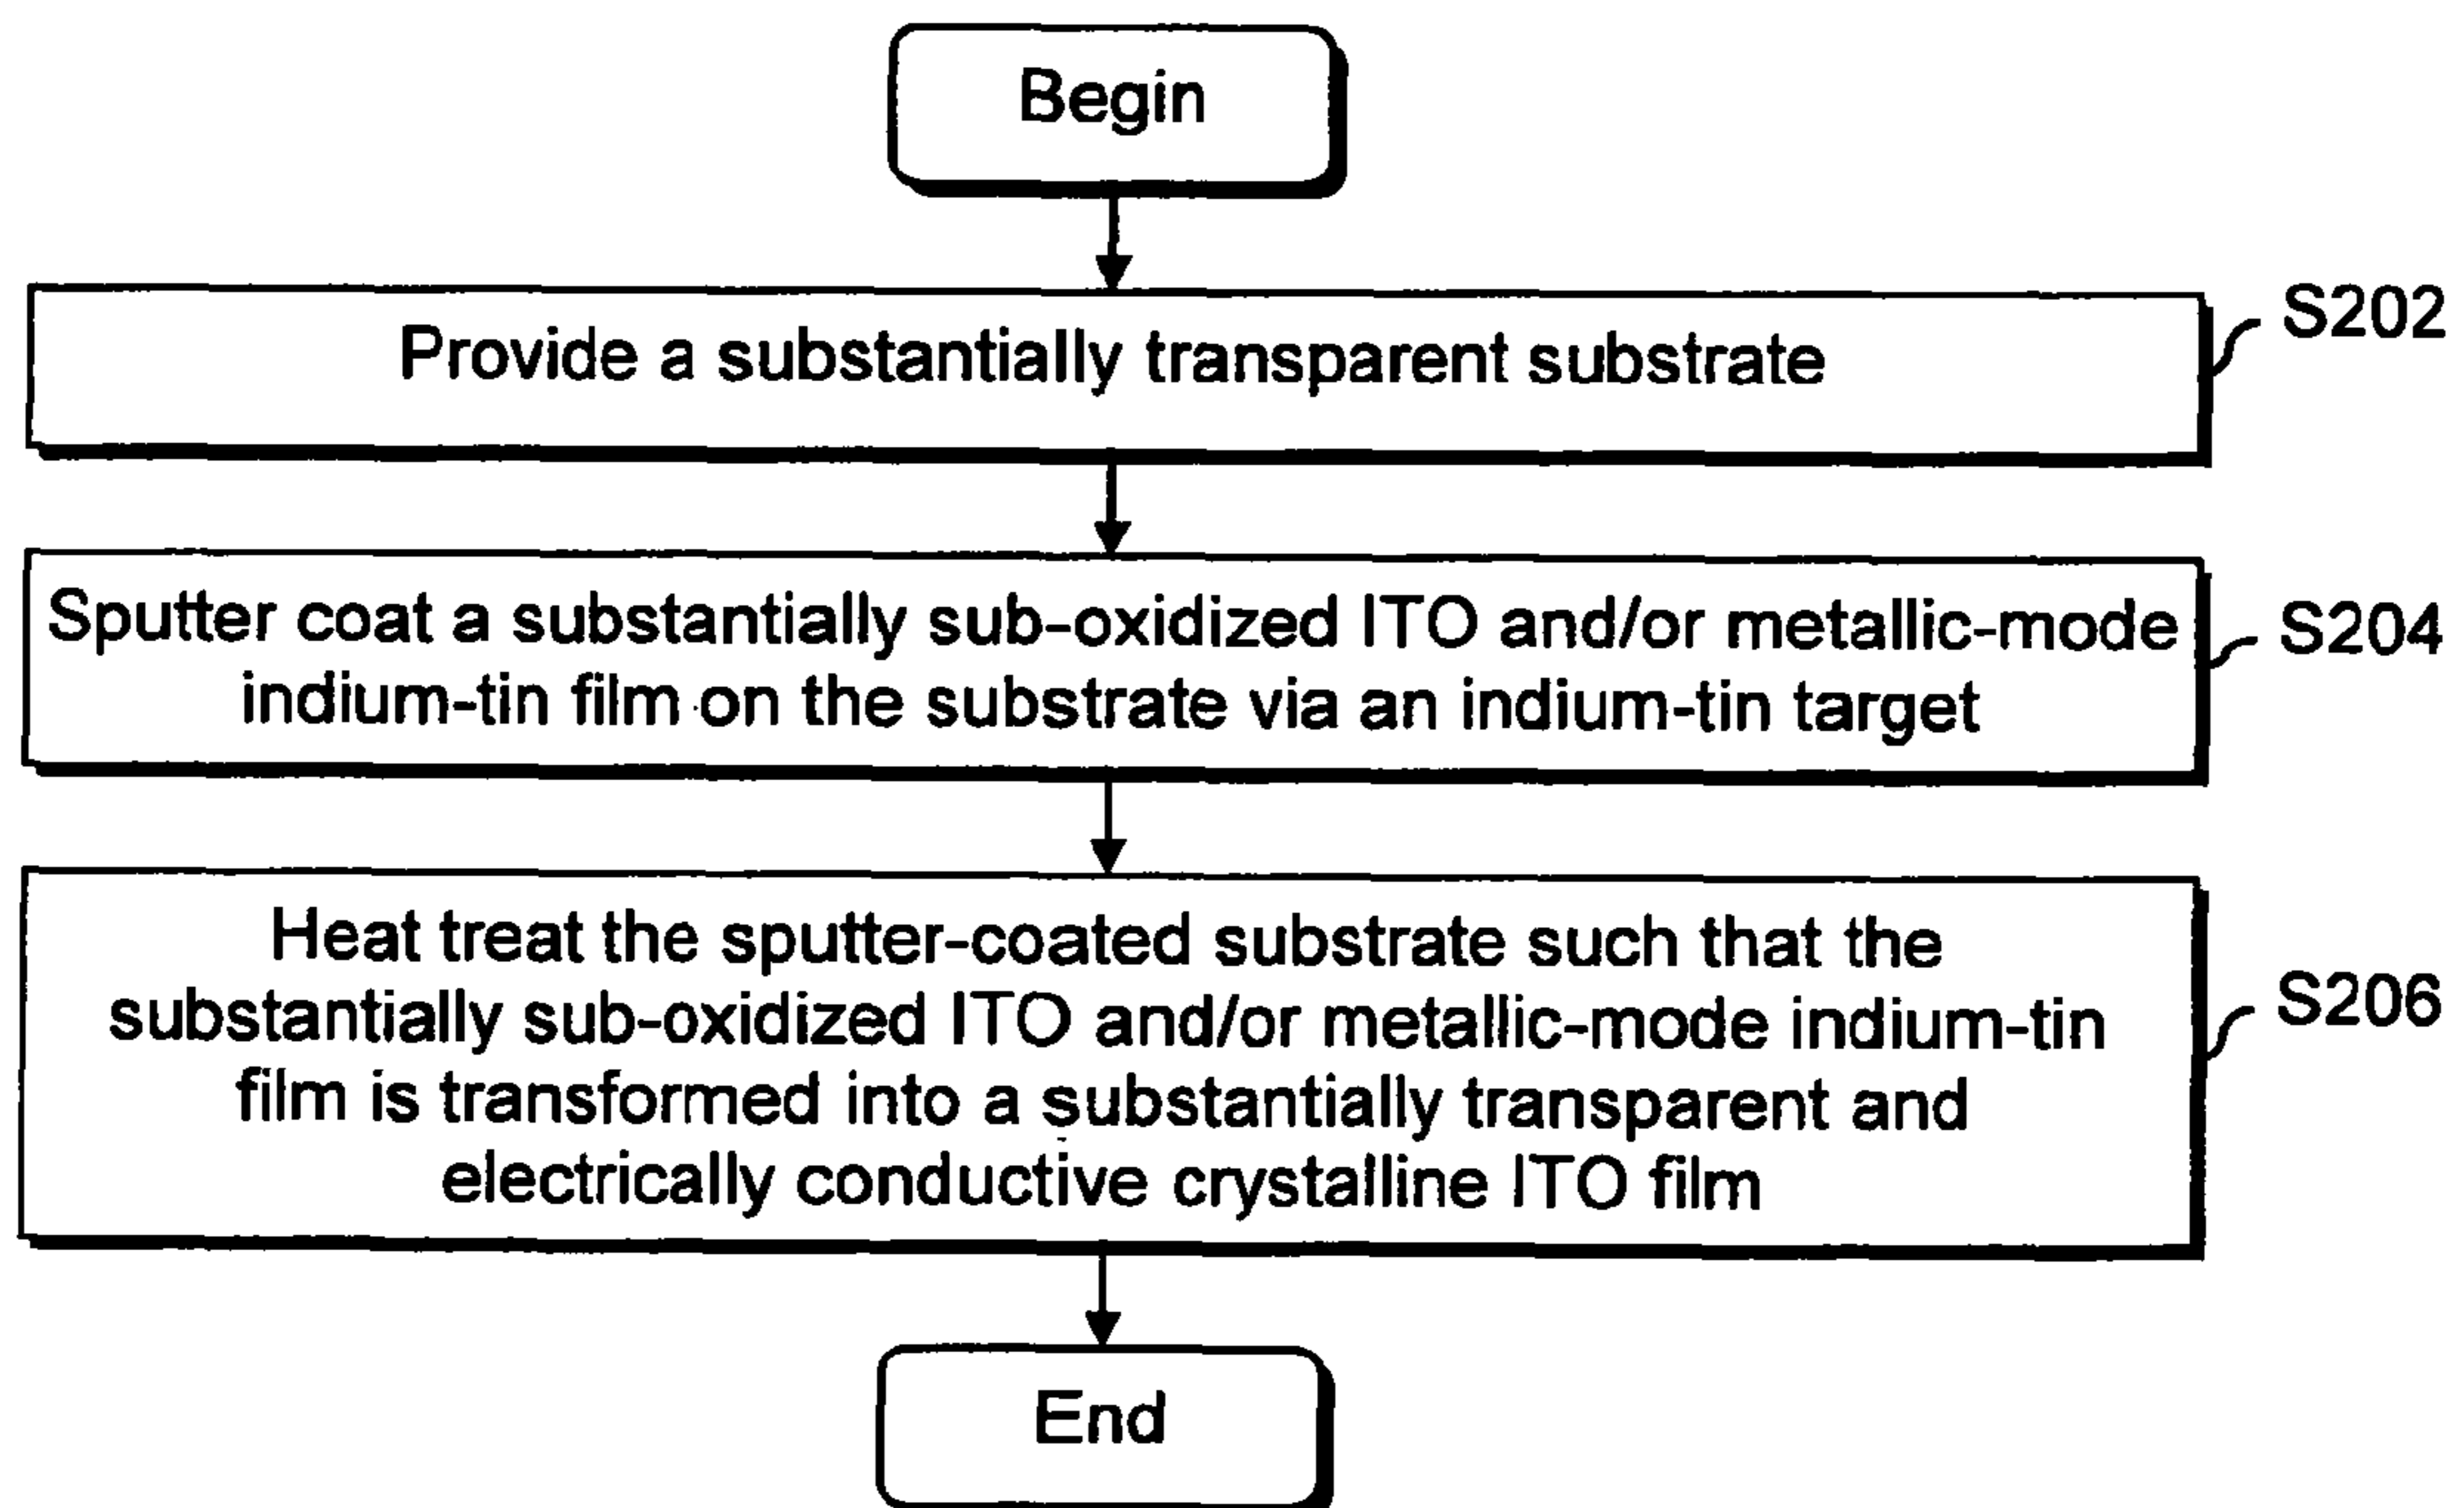 Begin
Provide a substantially transparent substrate
S202
Sputter coat a substantially sub-oxidized ITO and/or metallic-mode
indium-tin film on the substrate via an indium-tin target
S204
Heat treat the sputter-coated substrate such that the
substantially sub-oxidized ITO and/or metallic-mode indium-tin
film is transformed into a substantially transparent and
electrically conductive crystalline ITO film
S206
End